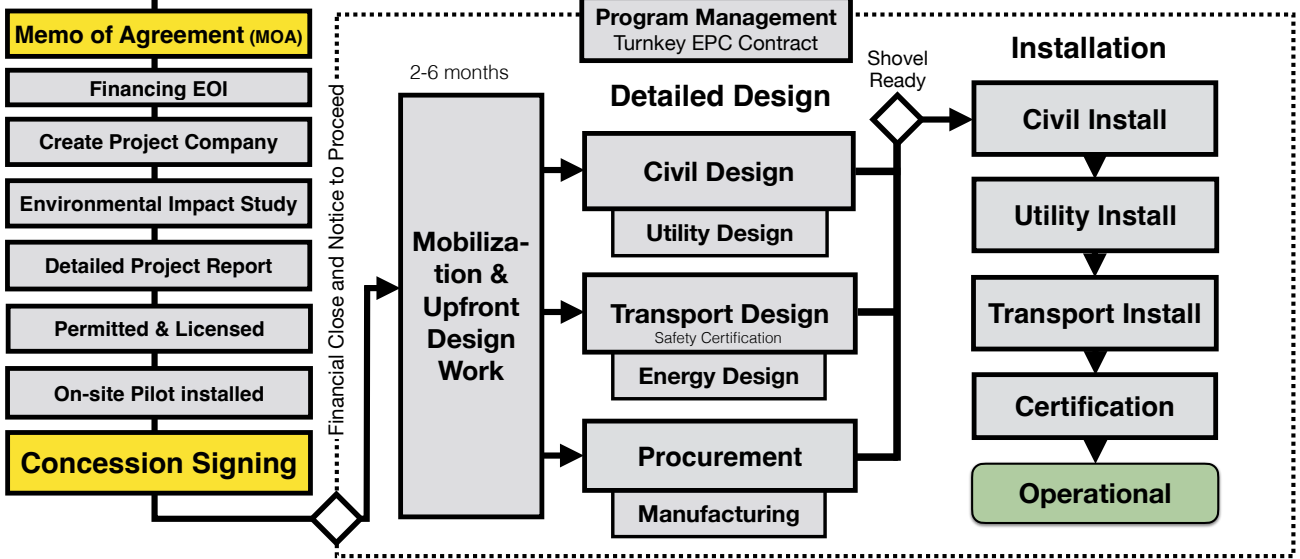 Memo of Agreement (MOA)
Financing EOI
Create Project Company
Environmental Impact Study
Detailed Project Report
Permitted & Licensed
On-site Pilot installed
Concession Signing
Financial Close and Notice to Proceed
Program Management
Turnkey EPC Contract
2-6 months
Mobiliza-
tion &
Upfront
Design
Work
Detailed Design
Civil Design
Utility Design
Transport Design
Safety Certification
Energy Design
Procurement
Manufacturing
Shovel
Ready
Installation
Civil Install
Utility Install
Transport Install
Certification
Operational